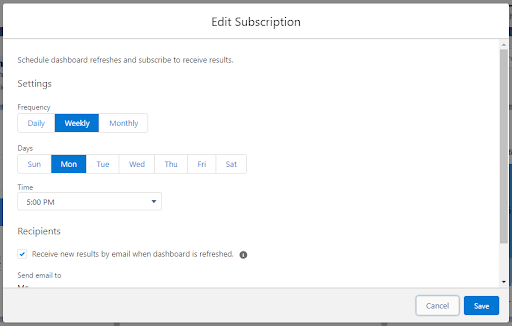 Edit Subscription
Schedule dashboard refreshes and subscribe to receive results.
Settings
Frequency
Daily Weekly Monthly
Days
Sun Mon Tue Wed Thu Fri Sat
Time
5:00 PM
Recipients
Receive new results by email when dashboard is refreshed.
Send email to
Cancel Save